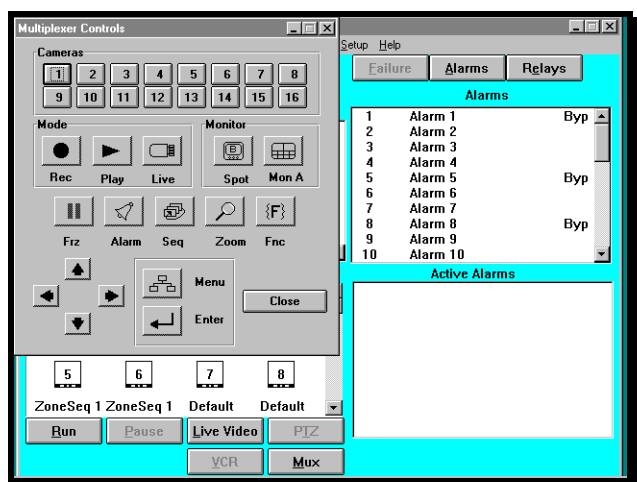 Multiplexer Controls
Setup Help
Cameras
1 2 3 4 5 6 7 8
9 10 11 12 13 14 15 16
Mode
Monitor
B
Rec Play Live Spot Mon A
{F}
Frz Alarm Seq Zoom Fnc
Menu
Enter
Close
Failure Alarms Relays
Alarms
1 Alarm 1 Byp
2 Alarm 2
3 Alarm 3
4 Alarm 4
5 Alarm 5 Byp
6 Alarm 6
7 Alarm 7
8 Alarm 8 Byp
9 Alarm 9
10 Alarm 10
Active Alarms
5 6 7 8
ZoneSeq 1 ZoneSeq 1 Default Default
Run Pause Live Video PTZ
VCR Mux